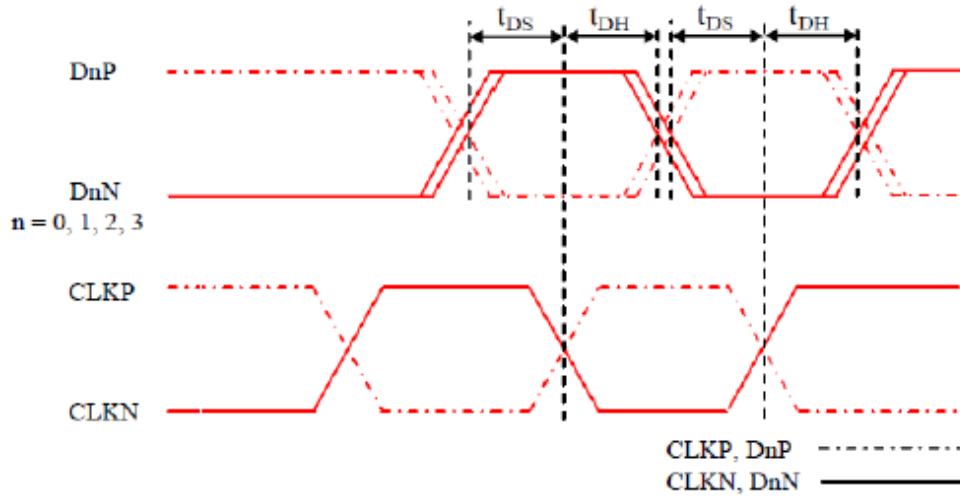 tDS tDH tDS tDH
DnP
DnN
n = 0, 1, 2, 3
CLKP
CLKN
CLKP, DnP
CLKN, DnN